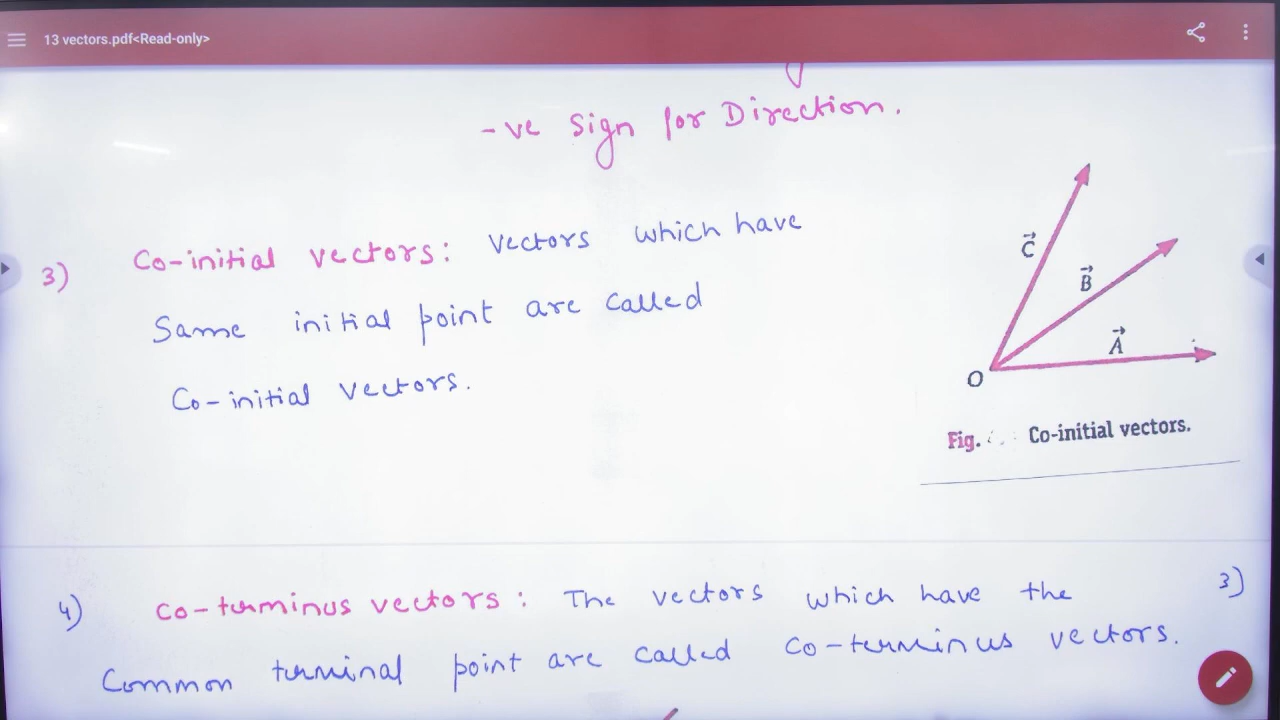 13 vectors.pdf<Read-only>
-ve sign for Direction.
3) Co-initial vectors: Vectors which have
Same initial point are called
Co-initial vectors.
C
B
A
O
Fig. Co-initial vectors.
4) Co-terminus vectors: The vectors which have the
3)
Common terminal point are called Co-terminus vectors.